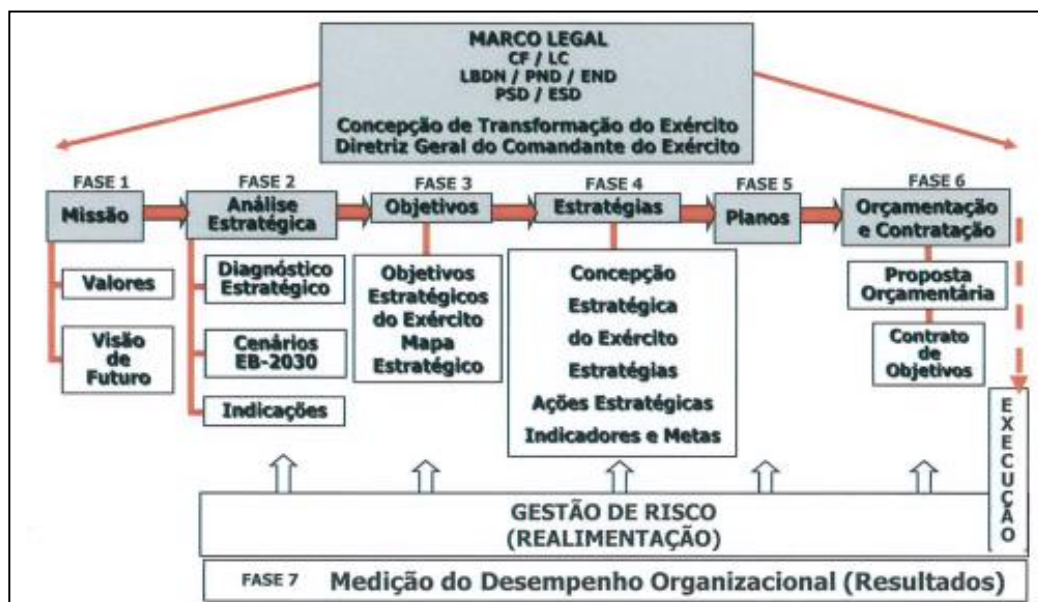 MARCO LEGAL
CF / LC
LBDN / PND / END
PSD / ESD
Concepção de Transformação do Exército
Diretriz Geral do Comandante do Exército
FASE 1
Missão
Valores
Visão
de
Futuro
FASE 2
Análise
Estratégica
Diagnóstico
Estratégico
Cenários
EB-2030
Indicações
FASE 3
Objetivos
Objetivos
Estratégicos
do Exército
Mapa
Estratégico
FASE 4
Estratégias
Concepção
Estratégica
do Exército
Estratégias
Ações Estratégicas
Indicadores e Metas
FASE 5
Planos
FASE 6
Orçamentação
e Contratação
Proposta
Orçamentária
Contrato
de
Objetivos
EXECUÇÃO
GESTÃO DE RISCO
(REALIMENTAÇÃO)
FASE 7 Medição do Desempenho Organizacional (Resultados)